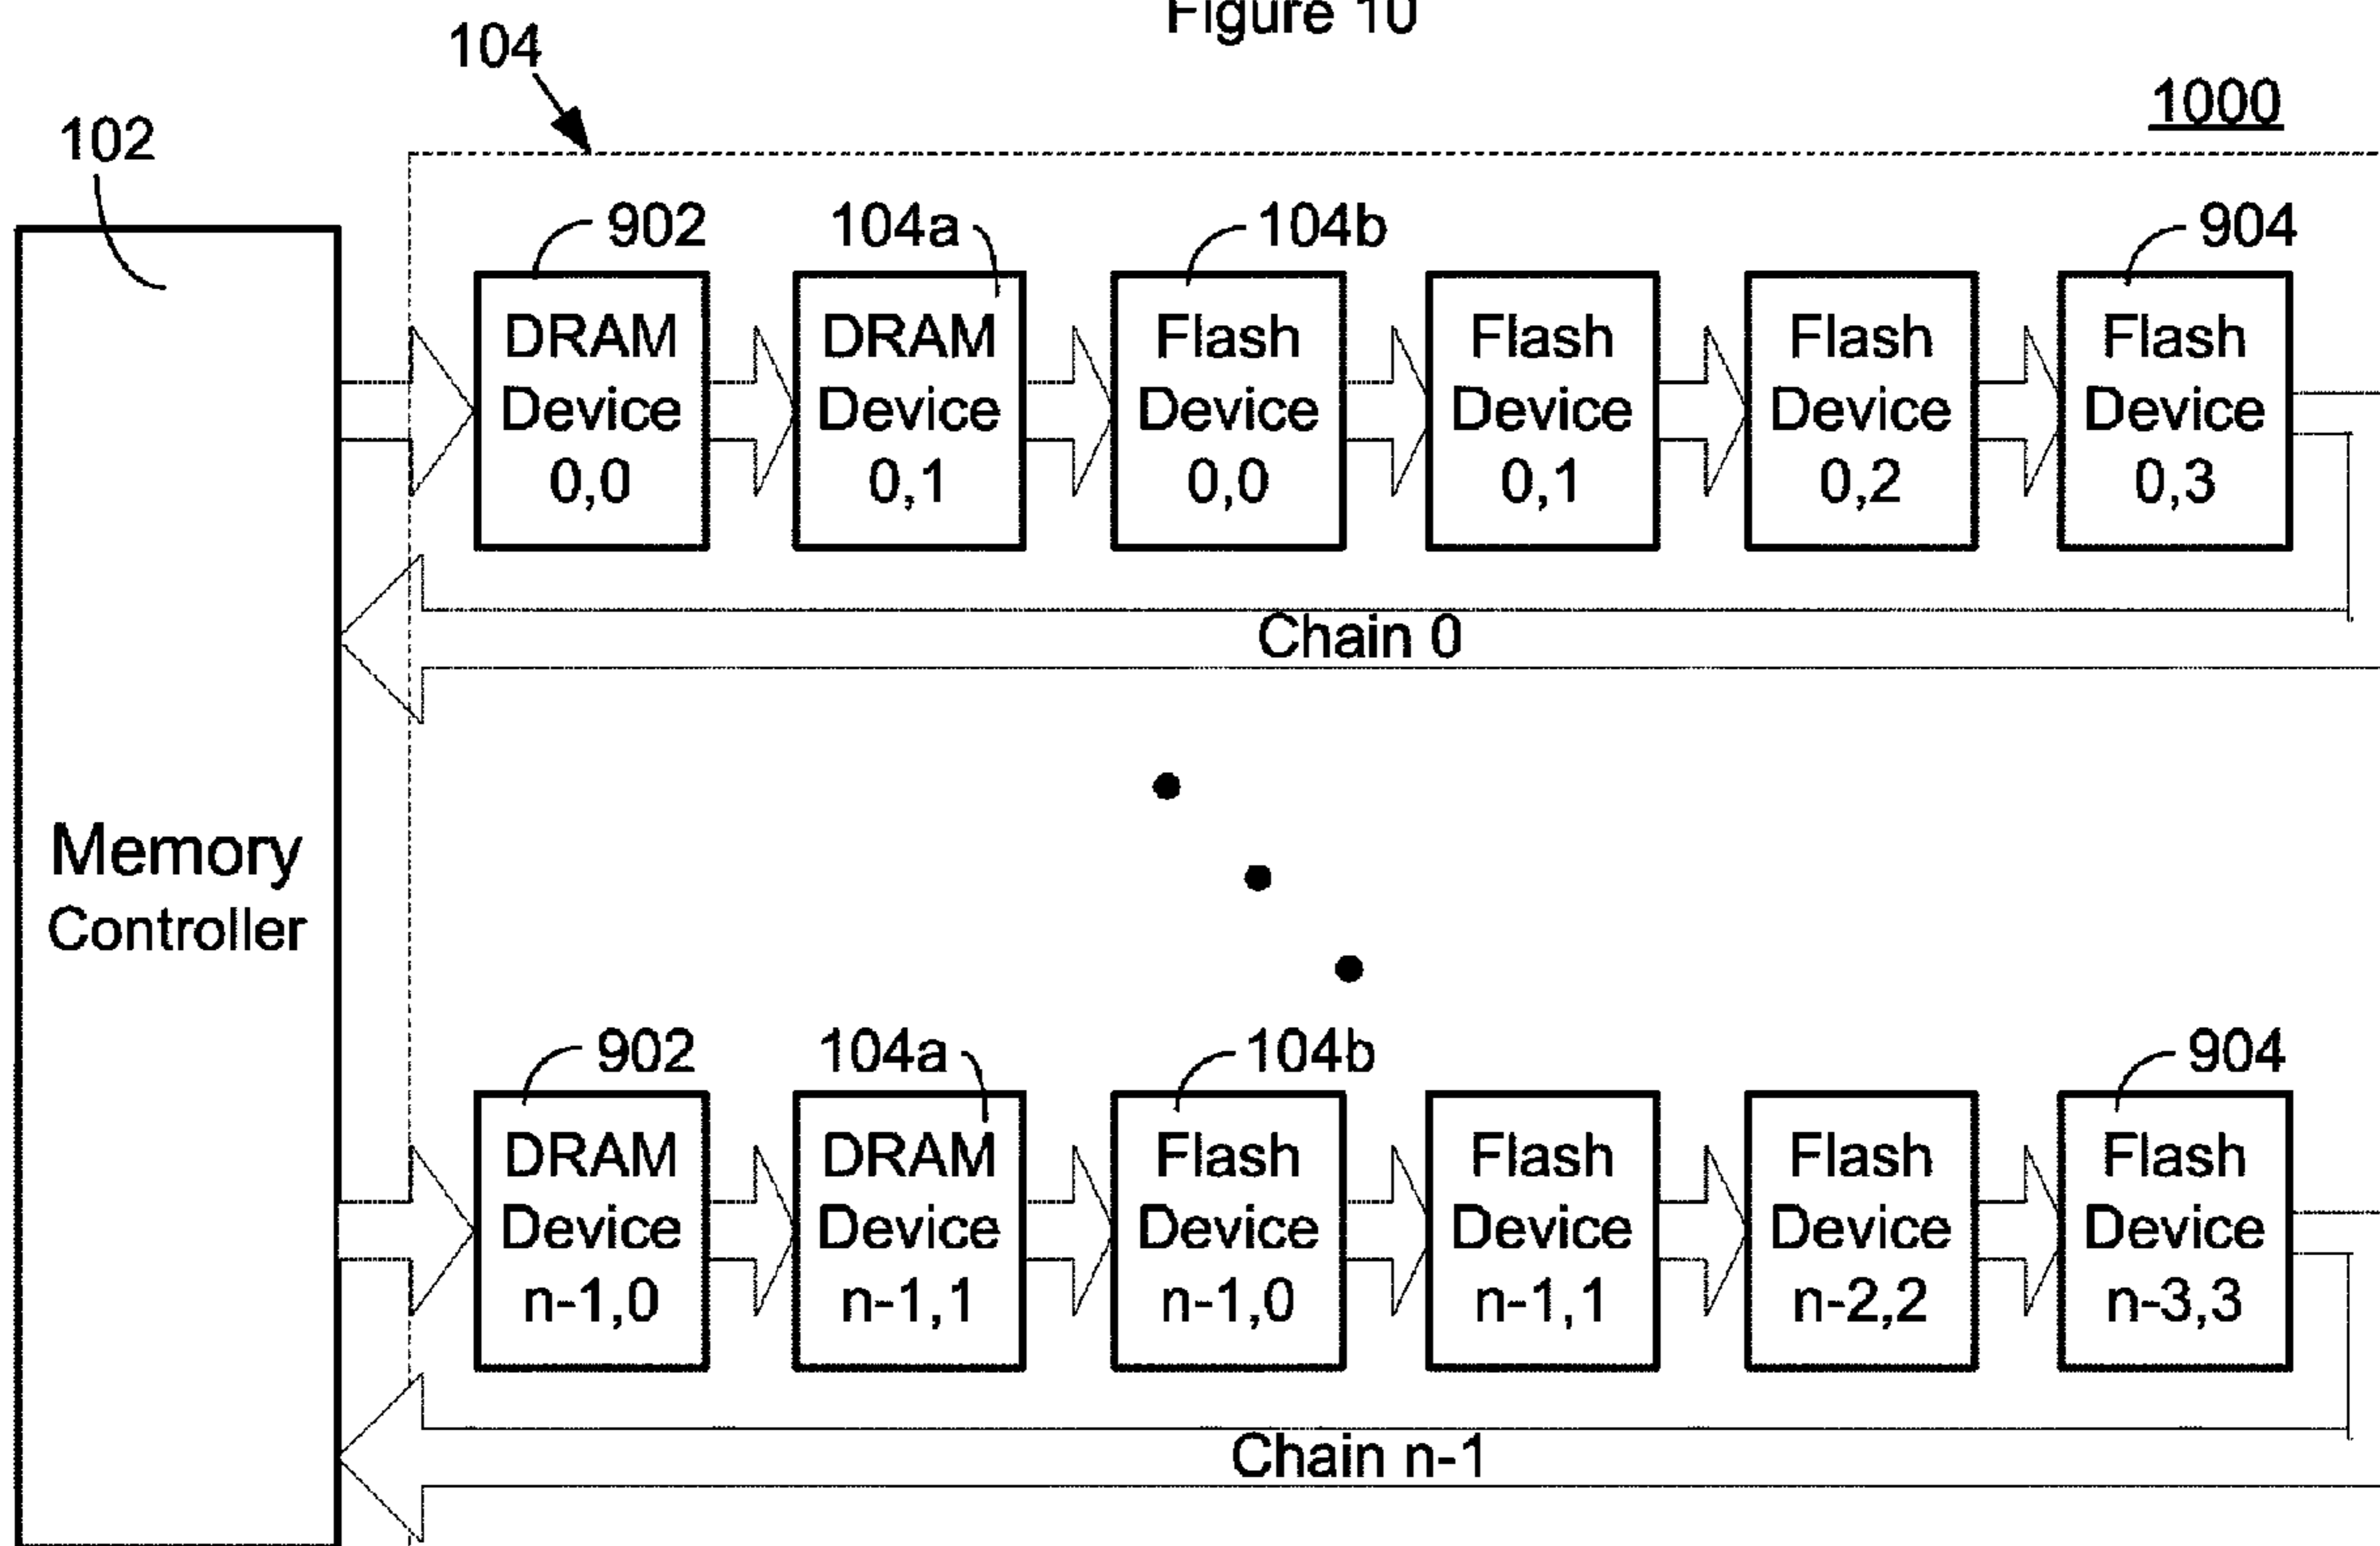 Figure 10
104
1000
102
902
104a
104b
904
DRAM
Device
0,0
DRAM
Device
0,1
Flash
Device
0,0
Flash
Device
0,1
Flash
Device
0,2
Flash
Device
0,3
Chain 0
Memory
Controller
902
104a
104b
904
DRAM
Device
n-1,0
DRAM
Device
n-1,1
Flash
Device
n-1,0
Flash
Device
n-1,1
Flash
Device
n-2,2
Flash
Device
n-3,3
Chain n-1